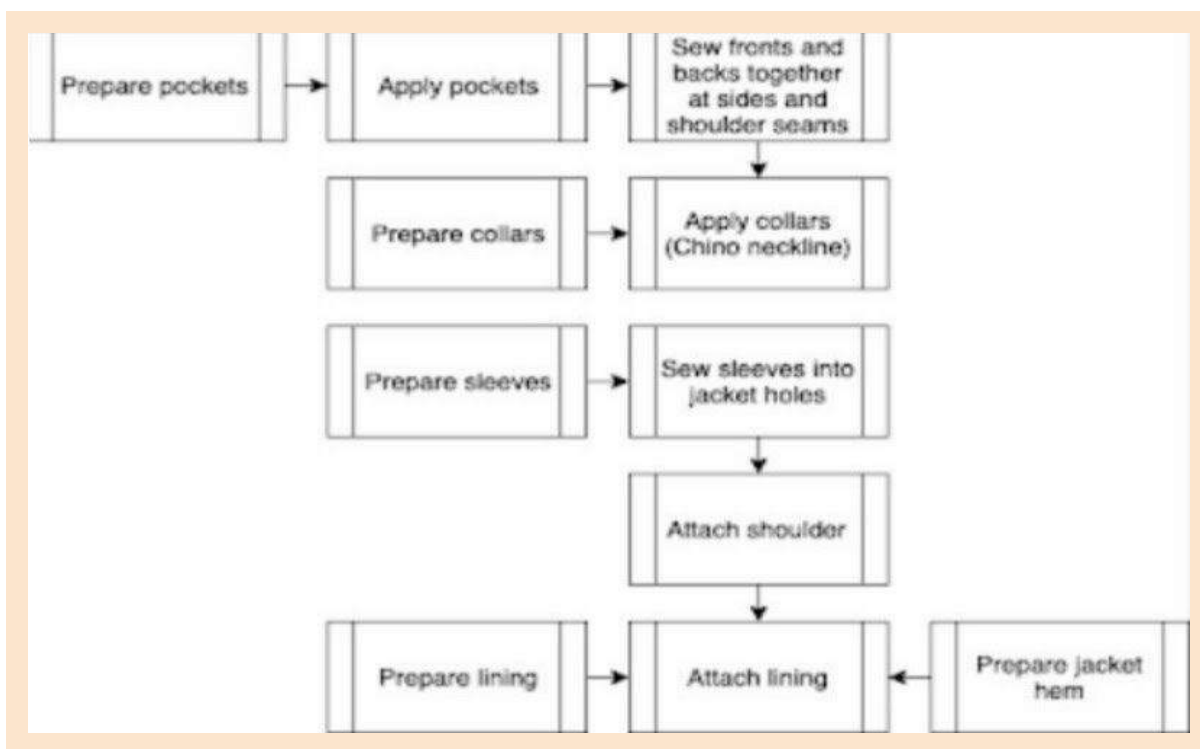 Prepare pockets
Apply pockets
Sew fronts and
backs together
at sides and
shoulder seams
Prepare collars
Apply collars
(Chino neckline)
Prepare sleeves
Sew sleeves into
jacket holes
Attach shoulder
Prepare lining
Attach lining
Prepare jacket
hem